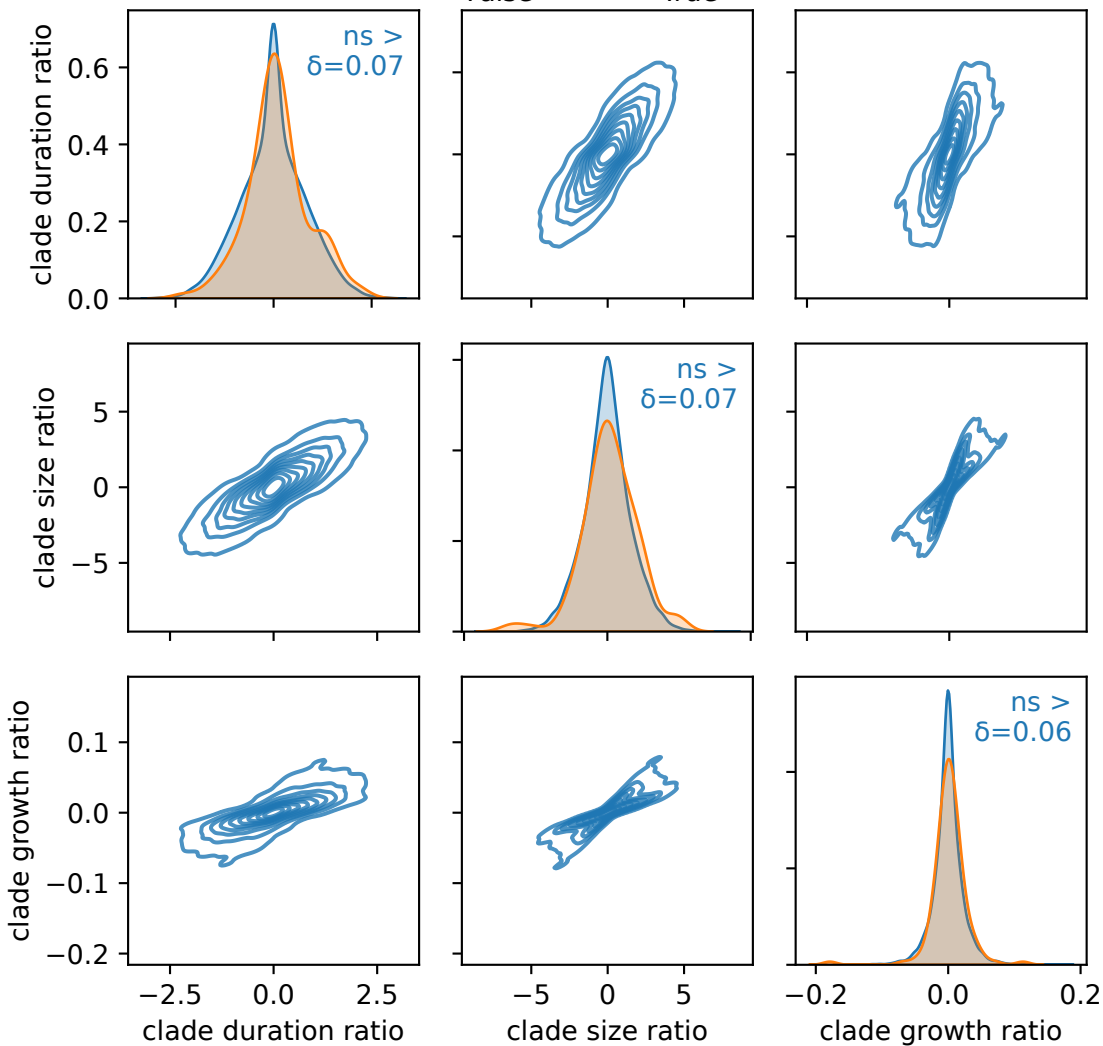 clade duration ratio
0.6
0.4
0.2
0.0
ns >
δ=0.07
clade size ratio
5
0
−5
ns >
δ=0.07
clade growth ratio
0.1
0.0
−0.1
−0.2
ns >
δ=0.06
−2.5 0.0 2.5
−5 0 5
−0.2 0.0 0.2
clade duration ratio
clade size ratio
clade growth ratio